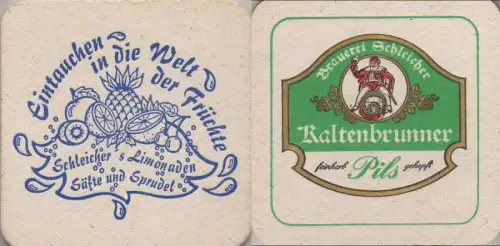 Eintauchen
in die Welt
der Früchte
Schleicher's Limonaden
Säfte und Sprudel
Brauerei Schleicher
Kaltenbrunner
feinherb Pils gehopft